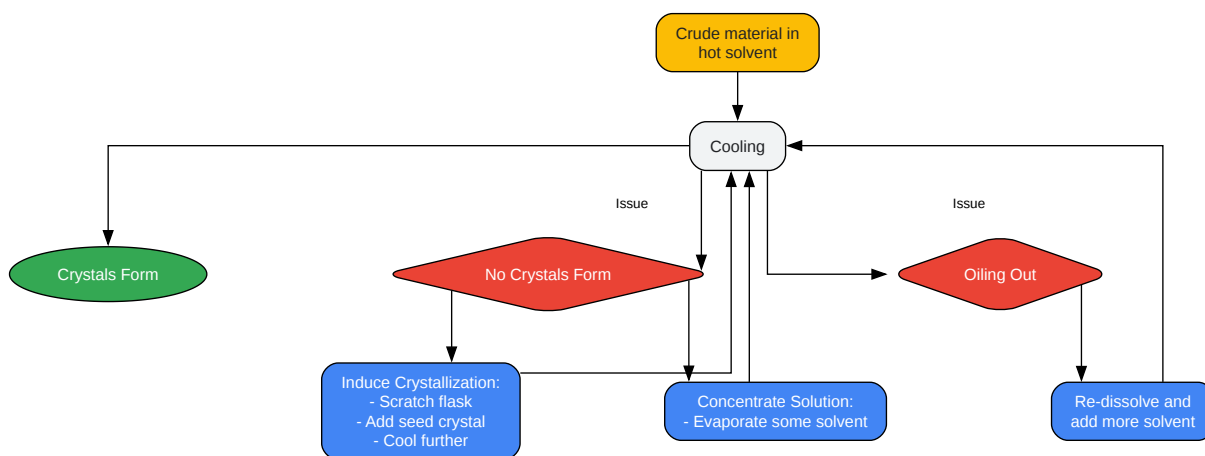 Crude material in
hot solvent
Cooling
Issue
Issue
Crystals Form
No Crystals Form
Oiling Out
Induce Crystallization:
- Scratch flask
- Add seed crystal
- Cool further
Concentrate Solution:
- Evaporate some solvent
Re-dissolve and
add more solvent